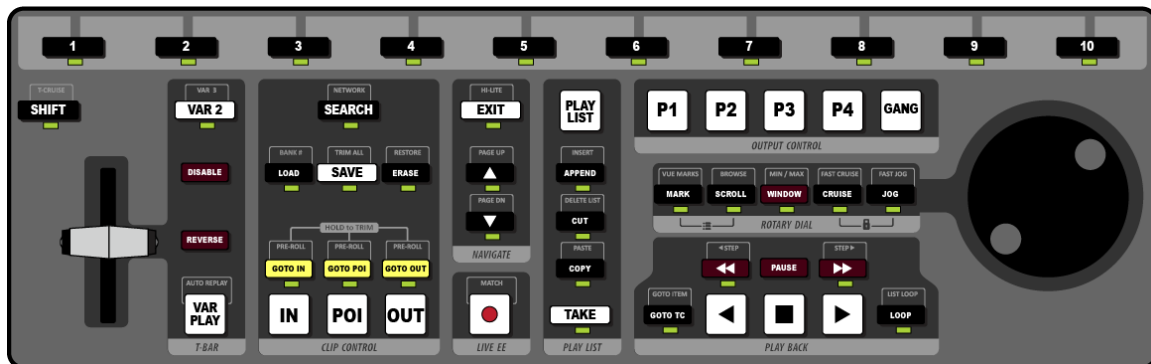 1 2 3 4 5 6 7 8 9 10
T-CRUISE
SHIFT
VAR 3
VAR 2
DISABLE
REVERSE
AUTO REPLAY
VAR
PLAY
T-BAR
NETWORK
SEARCH
BANK # TRIM ALL RESTORE
LOAD SAVE ERASE
HOLD to TRIM
PRE-ROLL PRE-ROLL PRE-ROLL
GOTO IN GOTO POI GOTO OUT
IN POI OUT
CLIP CONTROL
HI-LITE
EXIT
PAGE UP
PAGE DN
NAVIGATE
MATCH
LIVE EE
PLAY
LIST
INSERT
APPEND
DELETE LIST
CUT
PASTE
COPY
TAKE
PLAY LIST
P1 P2 P3 P4 GANG
OUTPUT CONTROL
VUE MARKS BROWSE MIN / MAX FAST CRUISE FAST JOG
MARK SCROLL WINDOW CRUISE JOG
ROTARY DIAL
◀STEP STEP▶
PAUSE
GOTO ITEM LIST LOOP
GOTO TC LOOP
PLAY BACK